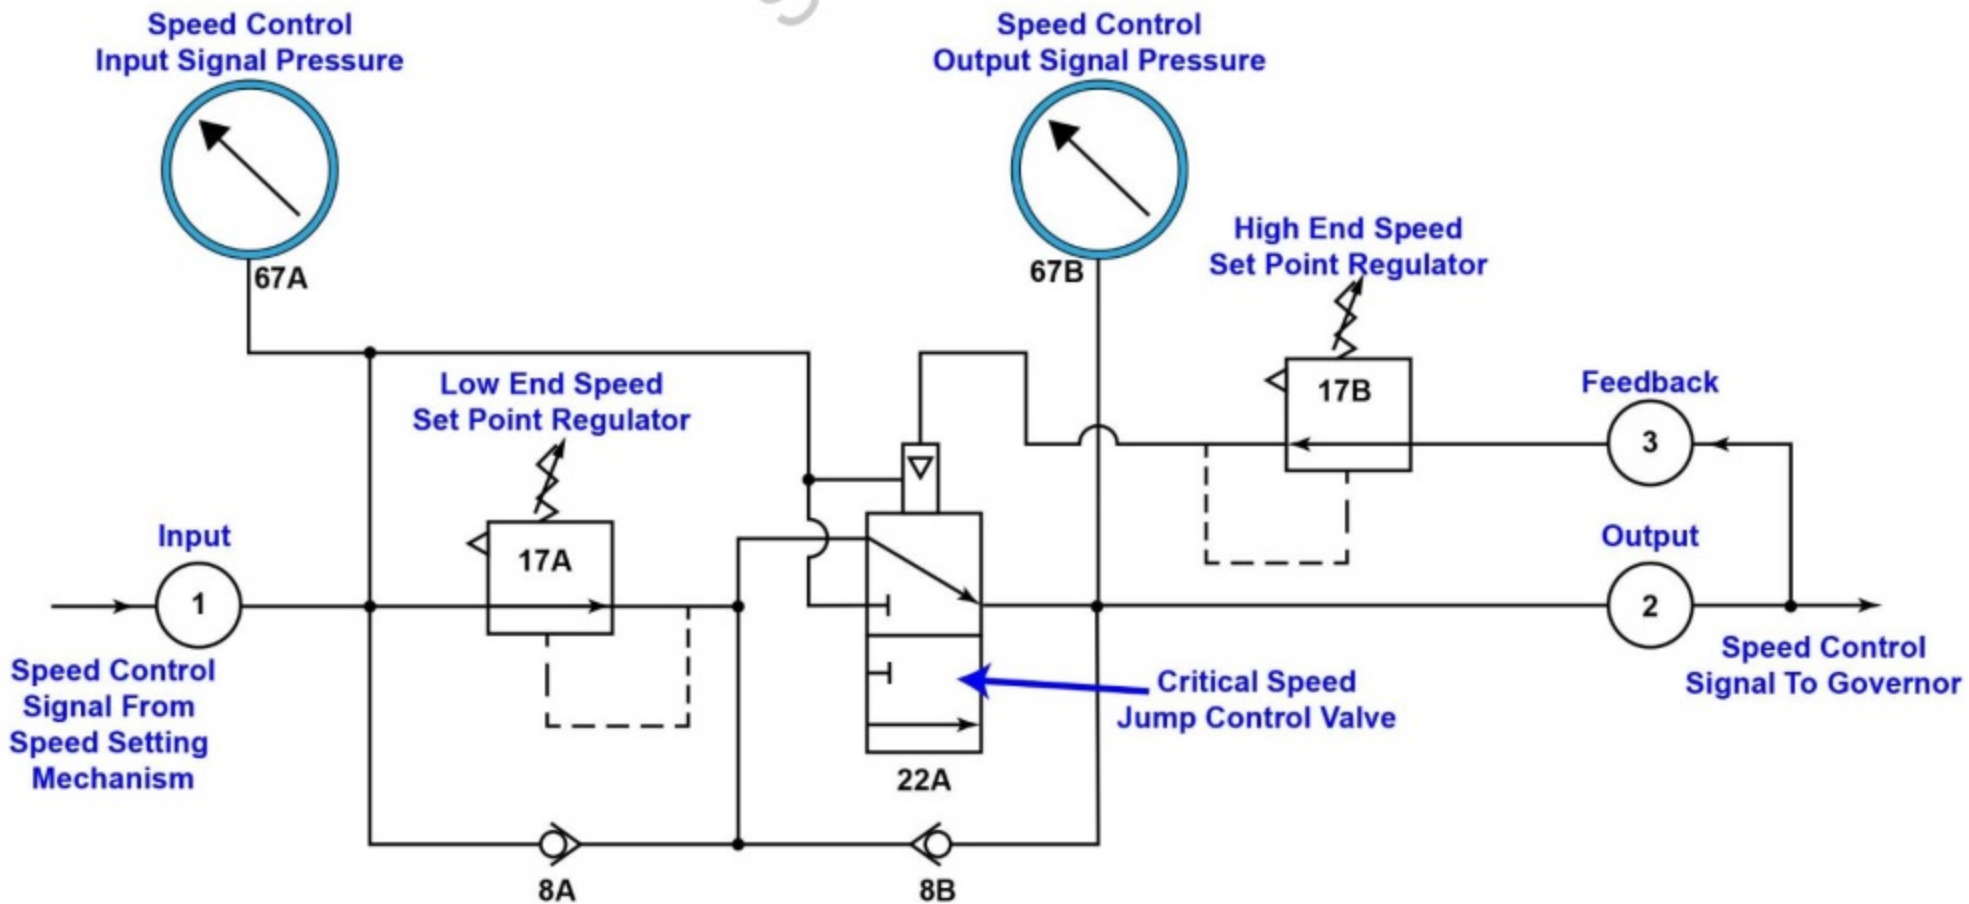 Speed Control
Input Signal Pressure
Speed Control
Output Signal Pressure
67A
67B
High End Speed
Set Point Regulator
17B
Low End Speed
Set Point Regulator
17A
Feedback
3
Input
1
Output
2
Speed Control
Signal From
Speed Setting
Mechanism
Speed Control
Signal To Governor
Critical Speed
Jump Control Valve
22A
8A
8B